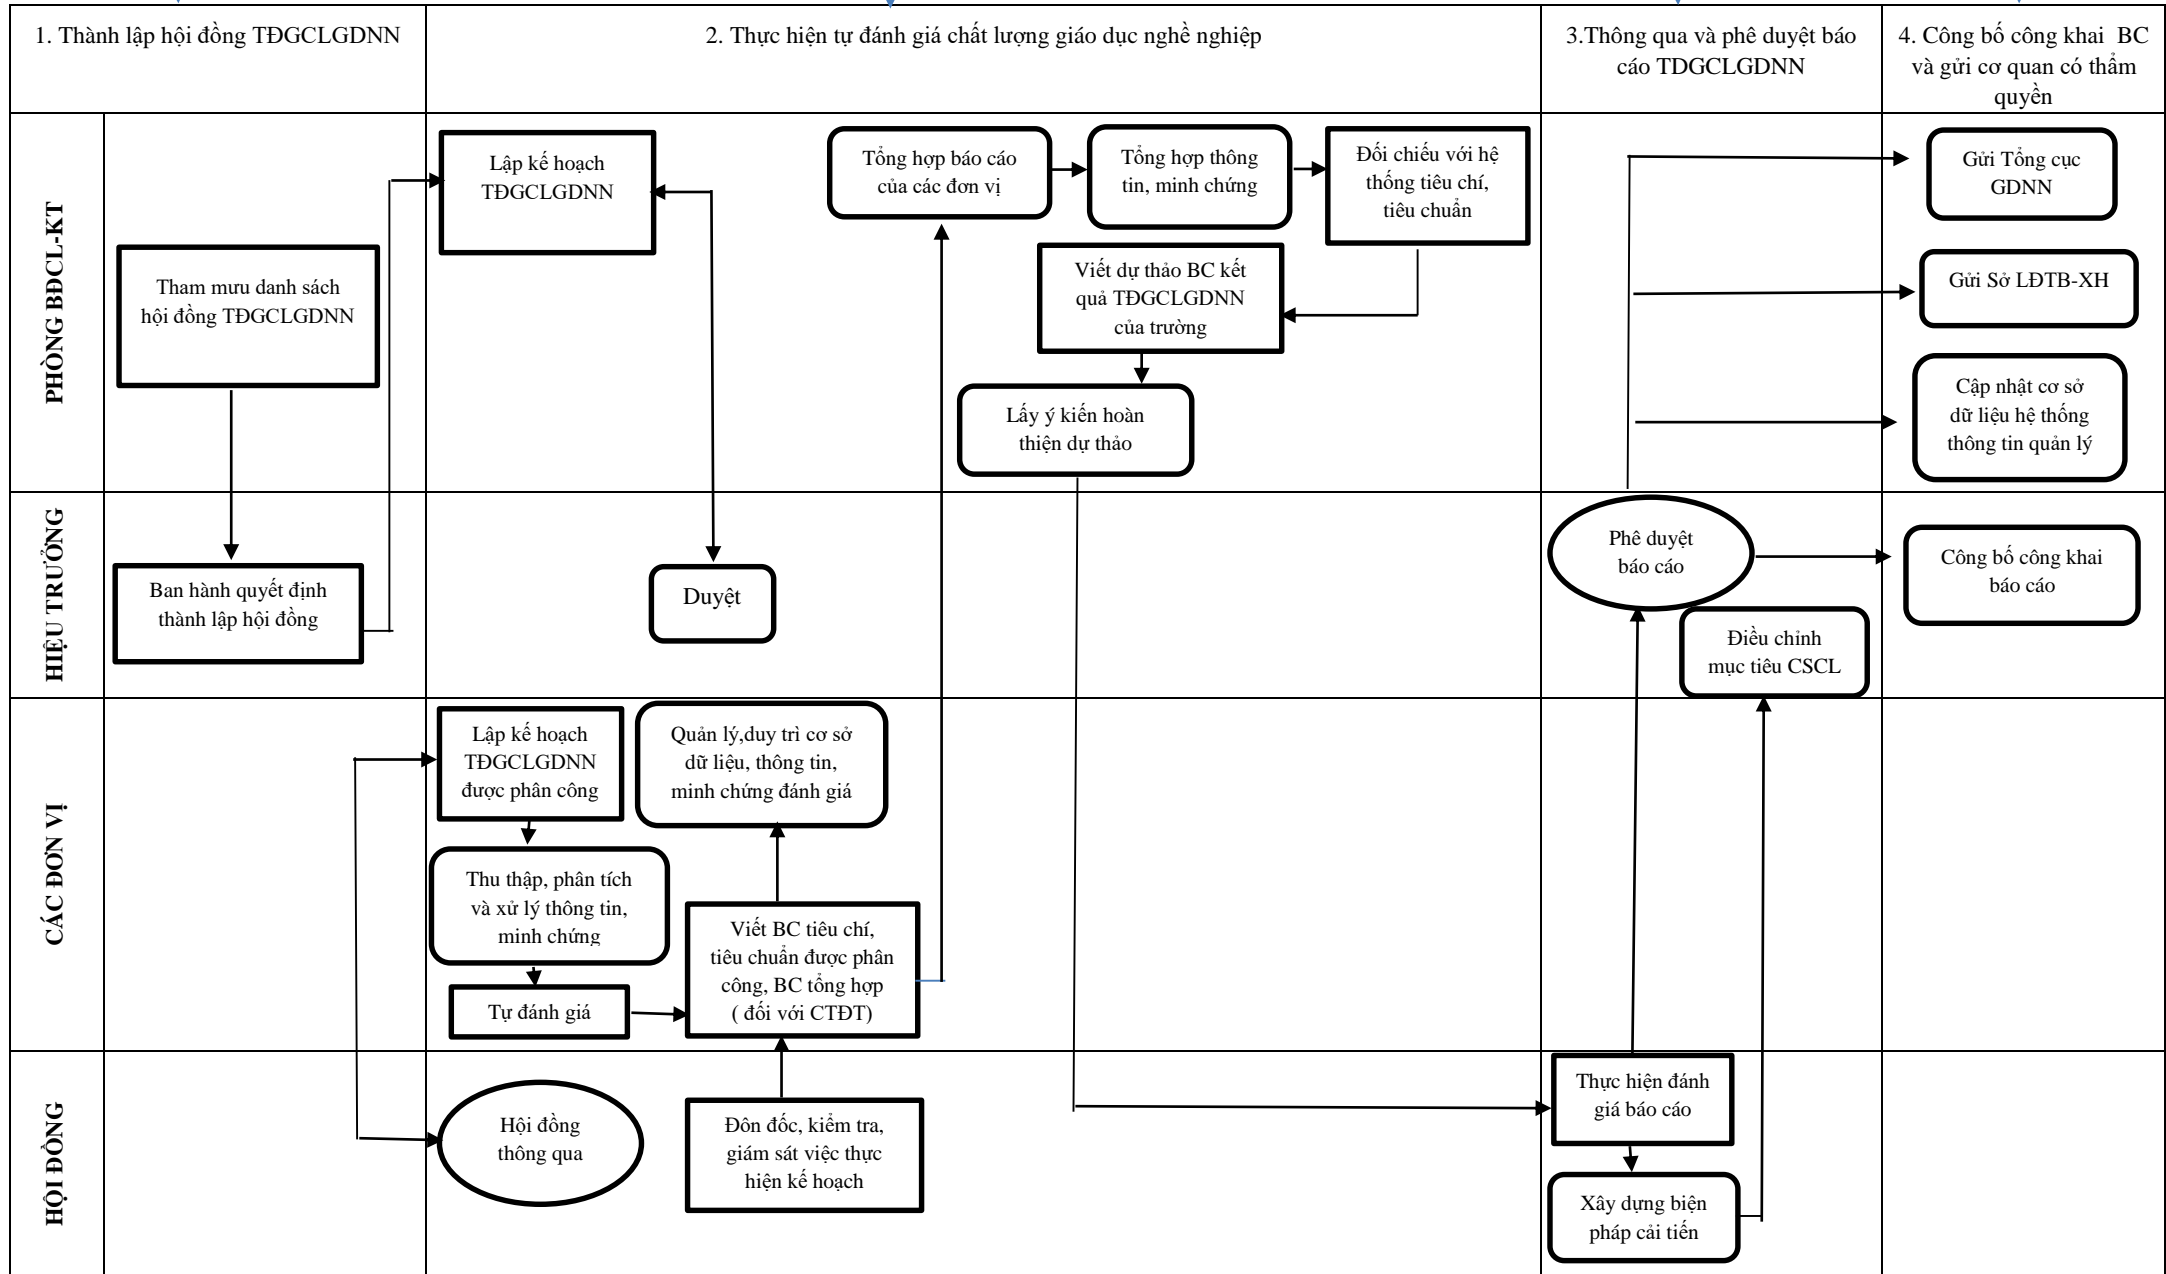 1. Thành lập hội đồng TĐGCLGDNN
2. Thực hiện tự đánh giá chất lượng giáo dục nghề nghiệp
3.Thông qua và phê duyệt báo
cáo TDGCLGDNN
4. Công bố công khai BC
và gửi cơ quan có thẩm
quyền
PHÒNG BĐCL-KT
Tham mưu danh sách
hội đồng TĐGCLGDNN
Lập kế hoạch
TĐGCLGDNN
Tổng hợp báo cáo
của các đơn vị
Tổng hợp thông
tin, minh chứng
Đối chiếu với hệ
thống tiêu chí,
tiêu chuẩn
Viết dự thảo BC kết
quả TĐGCLGDNN
của trường
Lấy ý kiến hoàn
thiện dự thảo
Gửi Tổng cục
GDNN
Gửi Sở LĐTB-XH
Cập nhật cơ sở
dữ liệu hệ thống
thông tin quản lý
HIỆU TRƯỞNG
Ban hành quyết định
thành lập hội đồng
Duyệt
Phê duyệt
báo cáo
Điều chỉnh
mục tiêu CSCL
Công bố công khai
báo cáo
CÁC ĐƠN VỊ
Lập kế hoạch
TĐGCLGDNN
được phân công
Quản lý,duy trì cơ sở
dữ liệu, thông tin,
minh chứng đánh giá
Thu thập, phân tích
và xử lý thông tin,
minh chứng
Tự đánh giá
Viết BC tiêu chí,
tiêu chuẩn được phân
công, BC tổng hợp
( đối với CTĐT)
HỘI ĐỒNG
Hội đồng
thông qua
Đôn đốc, kiểm tra,
giám sát việc thực
hiện kế hoạch
Thực hiện đánh
giá báo cáo
Xây dựng biện
pháp cải tiến